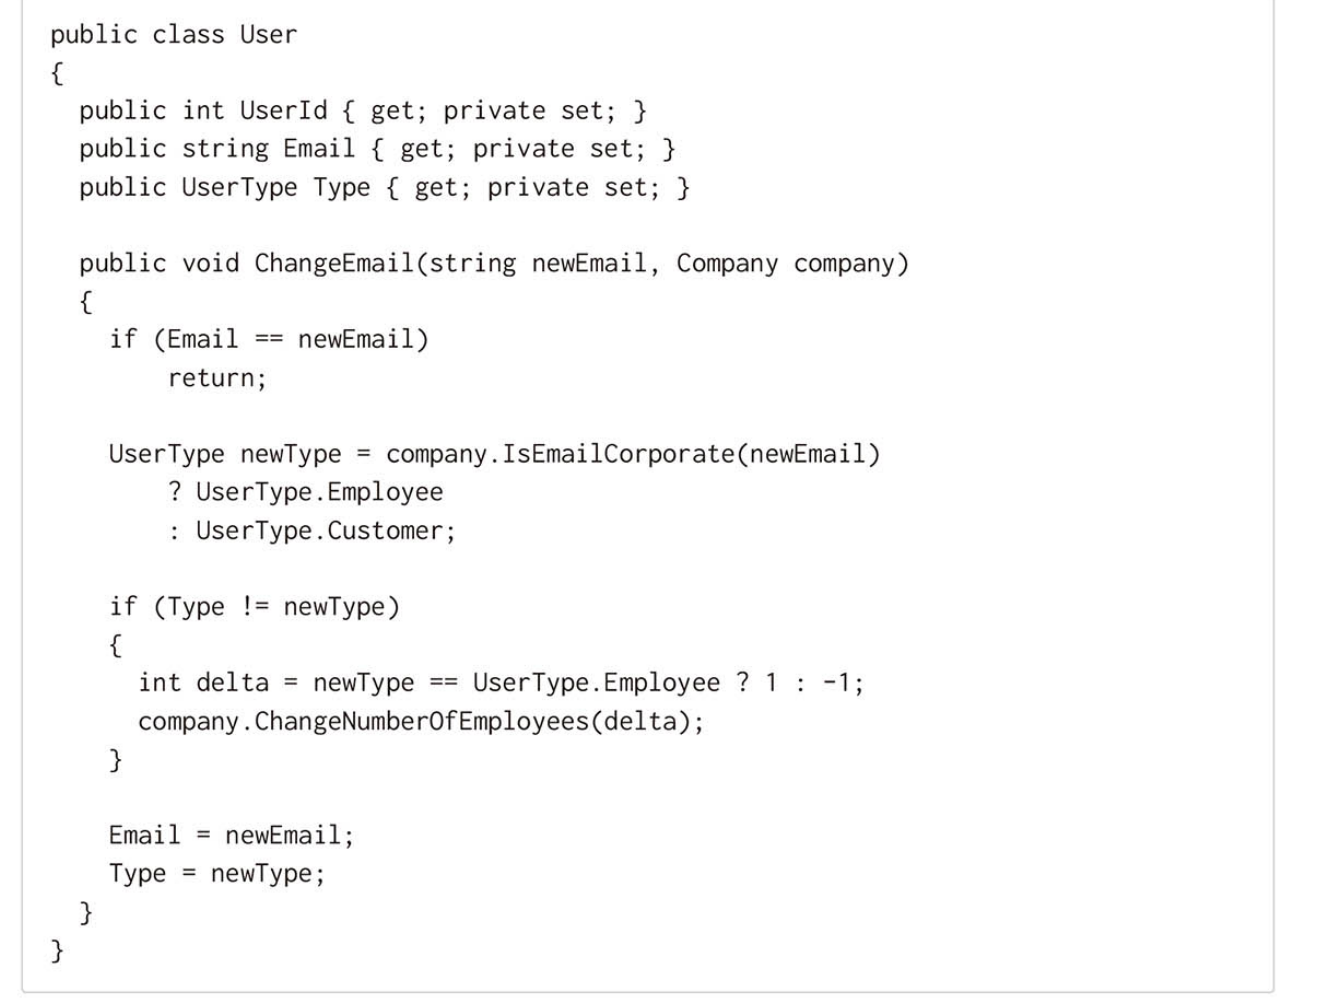 public class User
{
  public int UserId { get; private set; }
  public string Email { get; private set; }
  public UserType Type { get; private set; }

  public void ChangeEmail(string newEmail, Company company)
  {
    if (Email == newEmail)
        return;

    UserType newType = company.IsEmailCorporate(newEmail)
        ? UserType.Employee
        : UserType.Customer;

    if (Type != newType)
    {
      int delta = newType == UserType.Employee ? 1 : -1;
      company.ChangeNumberOfEmployees(delta);
    }

    Email = newEmail;
    Type = newType;
  }
}